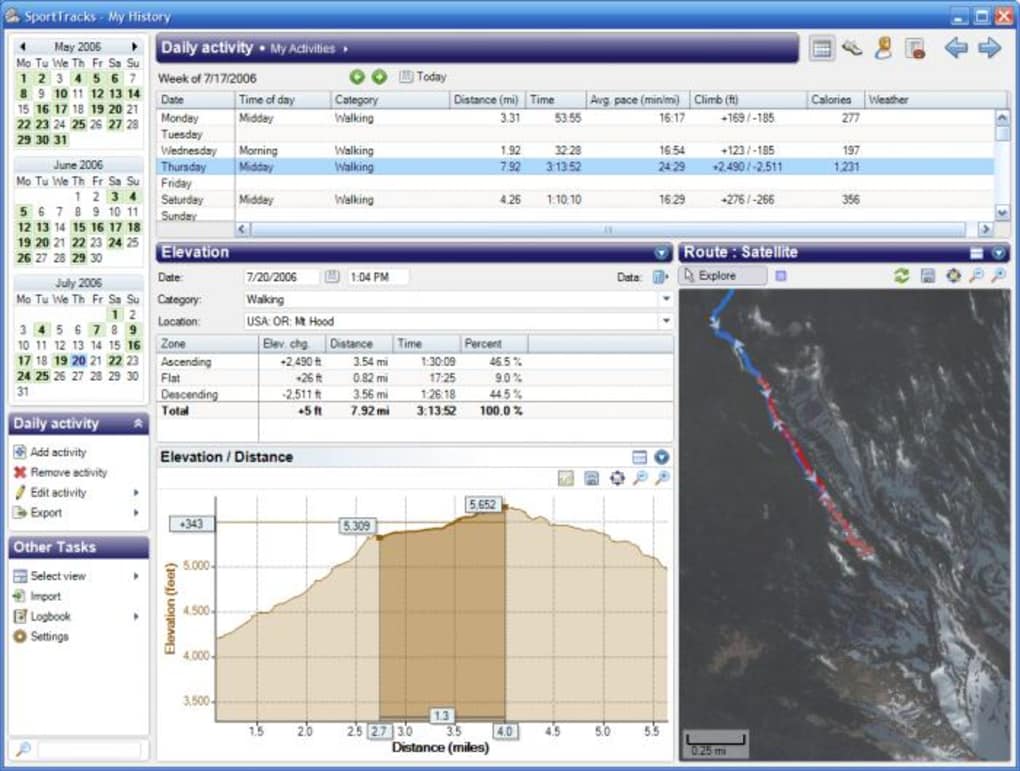 SportTracks - My History
May 2006
Mo Tu We Th Fr Sa Su
1 2 3 4 5 6 7
8 9 10 11 12 13 14
15 16 17 18 19 20 21
22 23 24 25 26 27 28
29 30 31
June 2006
Mo Tu We Th Fr Sa Su
1 2 3 4
5 6 7 8 9 10 11
12 13 14 15 16 17 18
19 20 21 22 23 24 25
26 27 28 29 30
July 2006
Mo Tu We Th Fr Sa Su
1 2
3 4 5 6 7 8 9
10 11 12 13 14 15 16
17 18 19 20 21 22 23
24 25 26 27 28 29 30
31
Daily activity
Add activity
Remove activity
Edit activity
Export
Other Tasks
Select view
Import
Logbook
Settings
Daily activity • My Activities
Week of 7/17/2006 Today
Date Time of day Category Distance (mi) Time Avg. pace (min/mi) Climb (ft) Calories Weather
Monday Midday Walking 3.31 53:55 16:17 +169 / -185 277
Tuesday
Wednesday Morning Walking 1.92 32:28 16:54 +123 / -185 197
Thursday Midday Walking 7.92 3:13:52 24:29 +2,490 / -2,511 1,231
Friday
Saturday Midday Walking 4.26 1:10:10 16:29 +276 / -266 356
Sunday
Elevation
Date: 7/20/2006 1:04 PM Data:
Category: Walking
Location: USA: OR: Mt Hood
Zone Elev. chg. Distance Time Percent
Ascending +2,490 ft 3.54 mi 1:30:09 46.5 %
Flat +26 ft 0.82 mi 17:25 9.0 %
Descending -2,511 ft 3.56 mi 1:26:18 44.5 %
Total +5 ft 7.92 mi 3:13:52 100.0 %
Elevation / Distance
5,652
+343 5,309
5,000
4,500
4,000
3,500
Elevation (feet)
1.3
1.5 2.0 2.5 2.7 3.0 3.5 4.0 4.5 5.0 5.5
Distance (miles)
Route : Satellite
Explore
0.25 mi